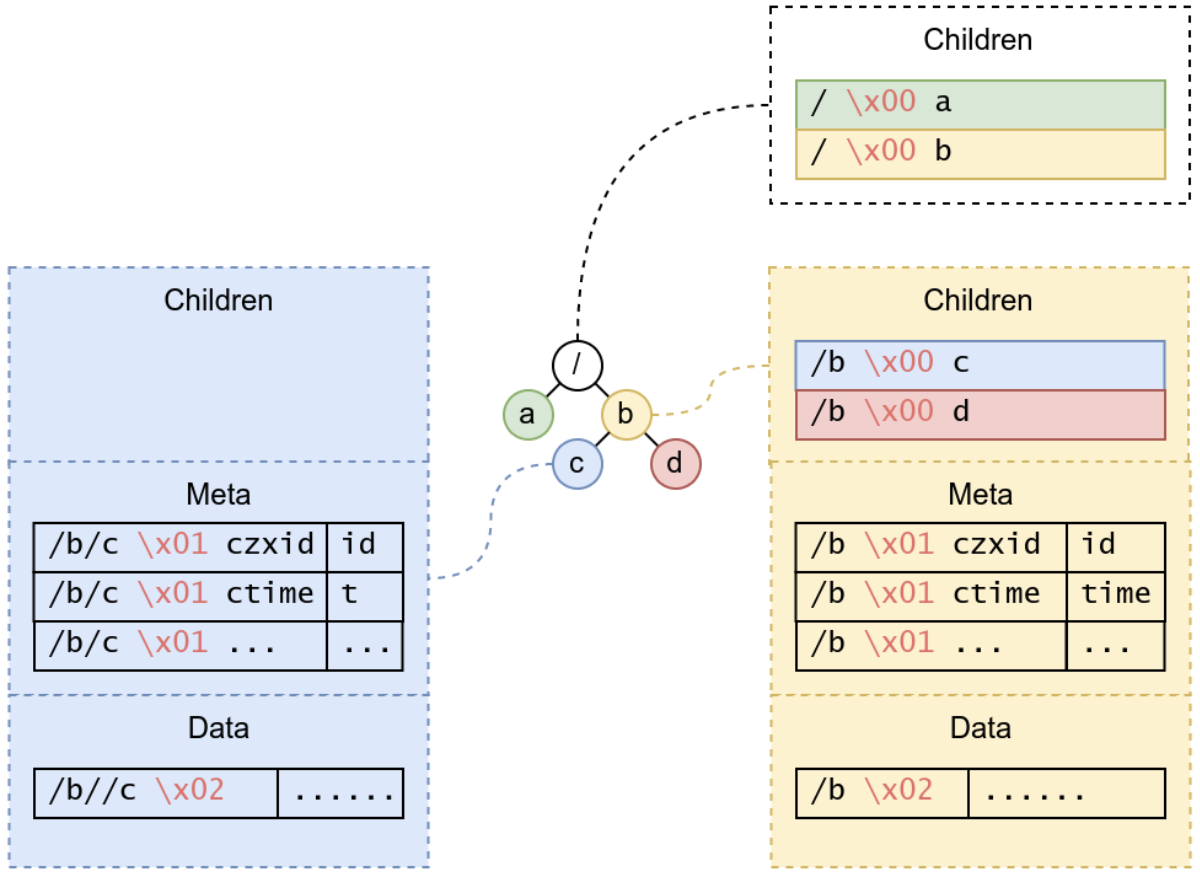 Children
/ \x00 a
/ \x00 b
Children
Children
/
/b \x00 c
a
b
/b \x00 d
c
d
Meta
Meta
/b/c \x01 czxid id
/b \x01 czxid id
/b/c \x01 ctime t
/b \x01 ctime time
/b/c \x01 ... ...
/b \x01 ... ...
Data
Data
/b//c \x02 ......
/b \x02 ......